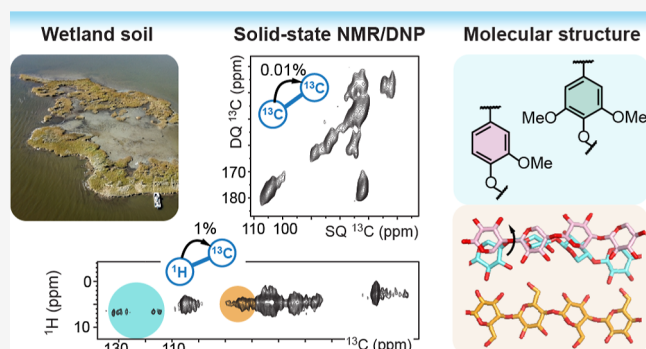 Wetland soil
Solid-state NMR/DNP
Molecular structure
0.01%
¹³C
¹³C
DQ ¹³C (ppm)
170
180
110 100
SQ ¹³C (ppm)
MeO
OMe
O
OMe
O
1%
¹H
¹³C
¹H (ppm)
0
10
130
110
¹³C (ppm)